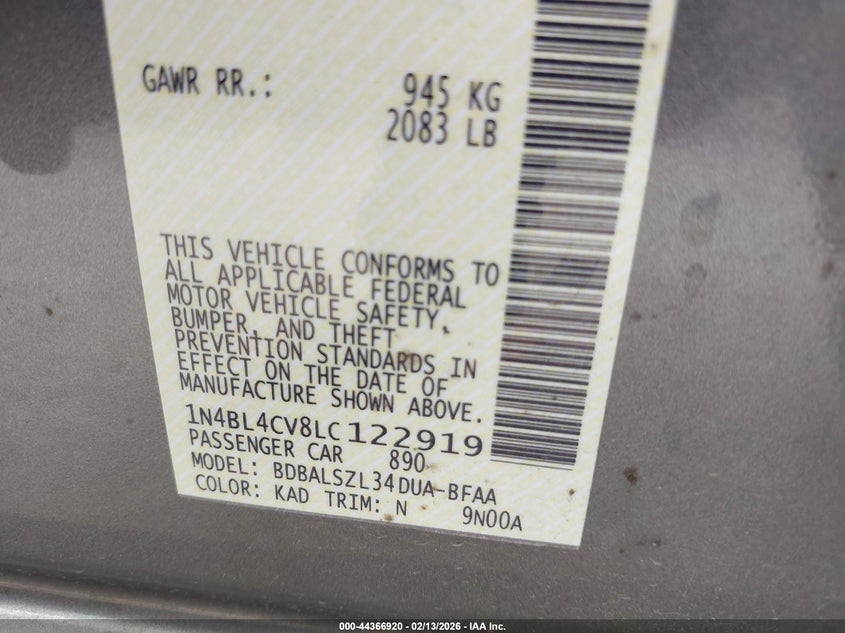 GAWR RR.: 945 KG
2083 LB
THIS VEHICLE CONFORMS TO
ALL APPLICABLE FEDERAL
MOTOR VEHICLE SAFETY,
BUMPER, AND THEFT
PREVENTION STANDARDS IN
EFFECT ON THE DATE OF
MANUFACTURE SHOWN ABOVE.
1N4BL4CV8LC122919
PASSENGER CAR 890
MODEL: BDBALSZL34DUA-BFAA
COLOR: KAD TRIM: N 9N00A
000-44366920 - 02/13/2026 - IAA Inc.